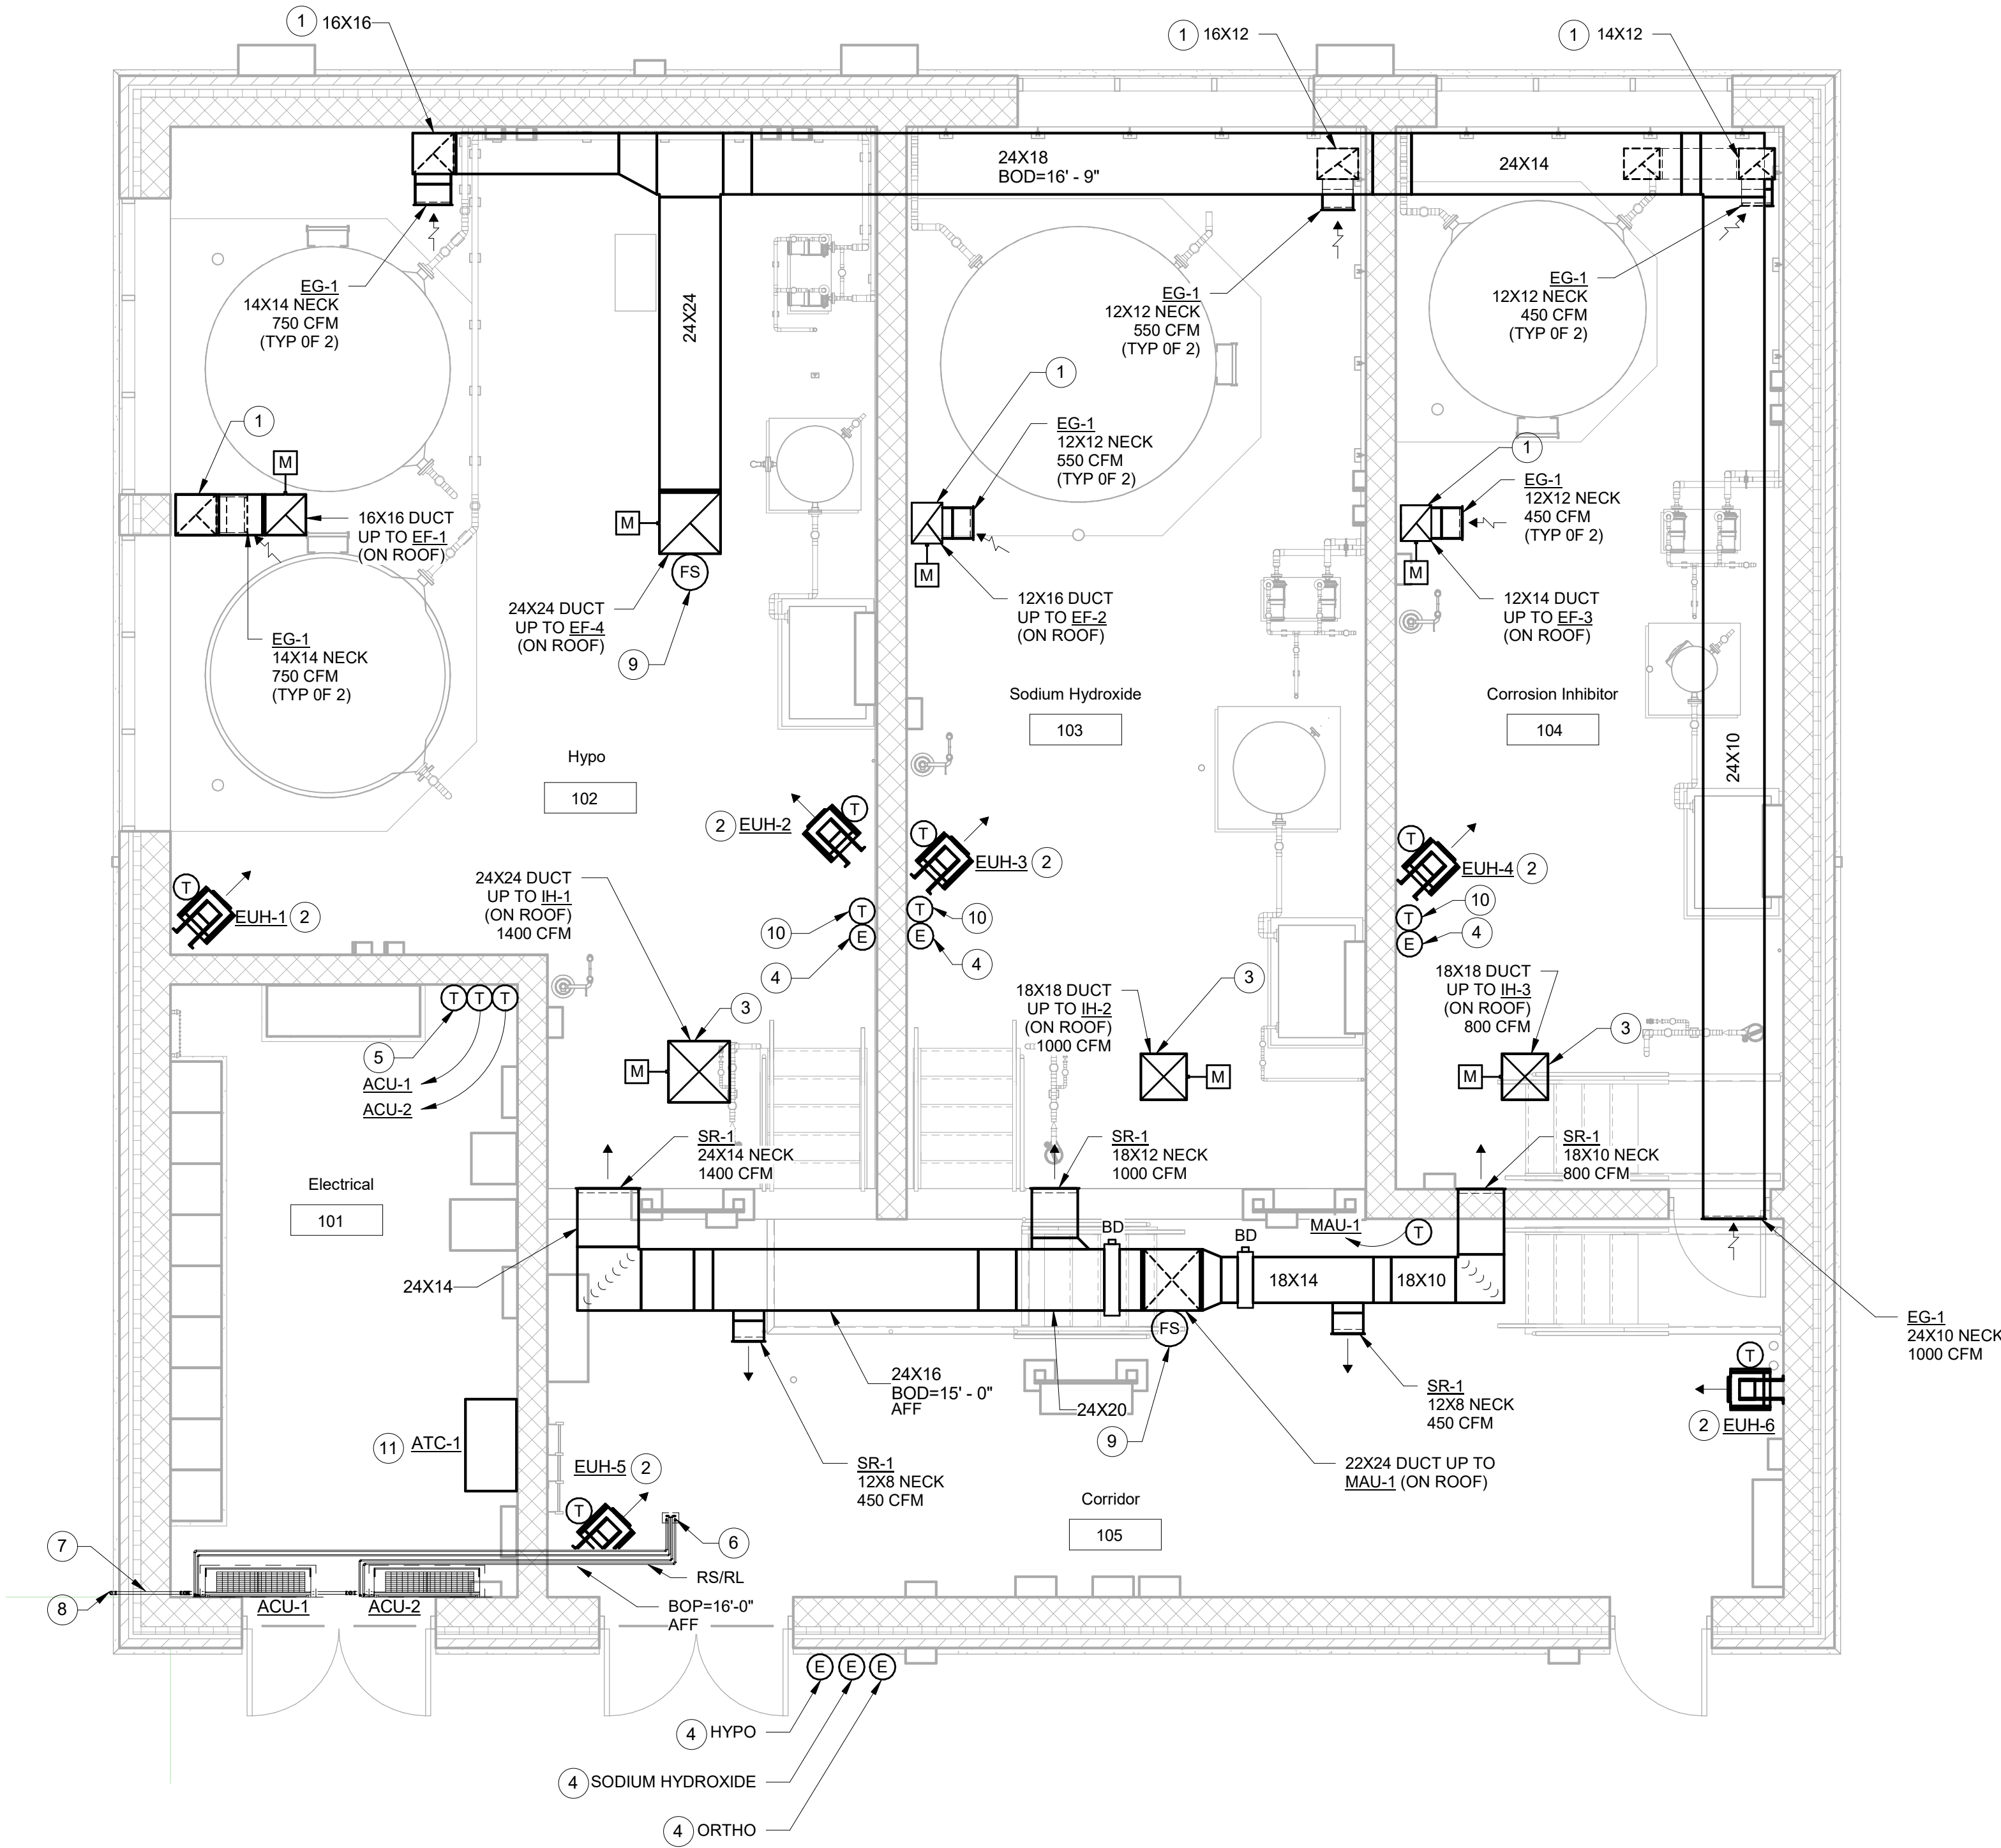 1 16X16
1 16X12
1 14X12
24X18
BOD=16' - 9"
24X14
EG-1
14X14 NECK
750 CFM
(TYP 0F 2)
24X24
EG-1
12X12 NECK
550 CFM
(TYP 0F 2)
EG-1
12X12 NECK
450 CFM
(TYP 0F 2)
1
M
16X16 DUCT
UP TO EF-1
(ON ROOF)
EG-1
14X14 NECK
750 CFM
(TYP 0F 2)
M
FS
24X24 DUCT
UP TO EF-4
(ON ROOF)
9
1
EG-1
12X12 NECK
550 CFM
(TYP 0F 2)
M
12X16 DUCT
UP TO EF-2
(ON ROOF)
1
EG-1
12X12 NECK
450 CFM
(TYP 0F 2)
M
12X14 DUCT
UP TO EF-3
(ON ROOF)
Hypo
102
Sodium Hydroxide
103
Corrosion Inhibitor
104
24X10
T
EUH-1 2
2 EUH-2
T
T
EUH-3 2
T
EUH-4 2
24X24 DUCT
UP TO IH-1
(ON ROOF)
1400 CFM
10
T
4
E
T
10
E
4
T
10
E
4
M
3
18X18 DUCT
UP TO IH-2
(ON ROOF)
1000 CFM
3
M
18X18 DUCT
UP TO IH-3
(ON ROOF)
800 CFM
3
M
T T T
5
ACU-1
ACU-2
Electrical
101
SR-1
24X14 NECK
1400 CFM
SR-1
18X12 NECK
1000 CFM
SR-1
18X10 NECK
800 CFM
BD
BD
MAU-1
T
24X14
18X14
18X10
FS
24X16
BOD=15' - 0"
AFF
24X20
9
SR-1
12X8 NECK
450 CFM
SR-1
12X8 NECK
450 CFM
22X24 DUCT UP TO
MAU-1 (ON ROOF)
EG-1
24X10 NECK
1000 CFM
T
2 EUH-6
11 ATC-1
EUH-5 2
T
6
Corridor
105
7
8
ACU-1
ACU-2
RS/RL
BOP=16'-0"
AFF
E E E
4 HYPO
4 SODIUM HYDROXIDE
4 ORTHO